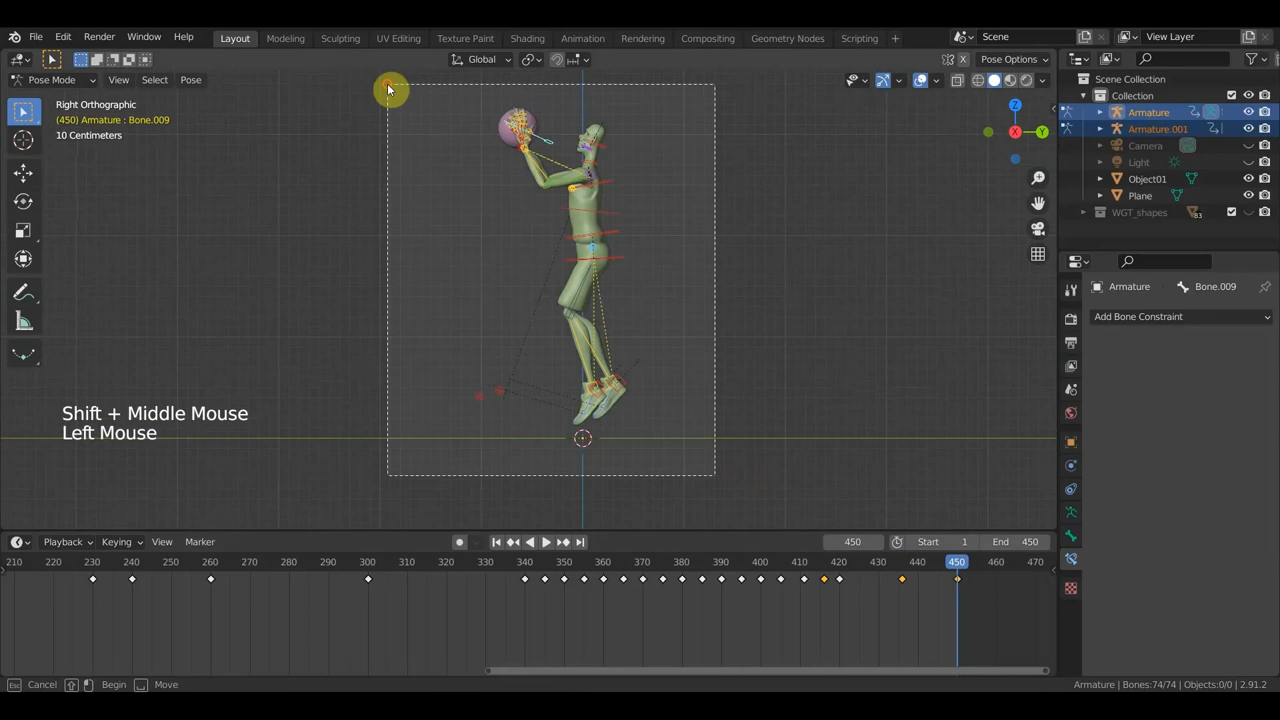 File Edit Render Window Help Layout Modeling Sculpting UV Editing Texture Paint Shading Animation Rendering Compositing Geometry Nodes Scripting + Scene View Layer
Global Pose Options
Pose Mode View Select Pose
Right Orthographic
(450) Armature : Bone.009
10 Centimeters
Z
X
Y
Scene Collection
Collection
Armature
Armature.001
Camera
Light
Object01
Plane
WGT_shapes 83
Armature Bone.009
Add Bone Constraint
Shift + Middle Mouse
Left Mouse
Playback Keying View Marker 450 Start 1 End 450
210 220 230 240 250 260 270 280 290 300 310 320 330 340 350 360 370 380 390 400 410 420 430 440 450 460 470
Cancel Begin Move Armature | Bones:74/74 | Objects:0/0 | 2.91.2